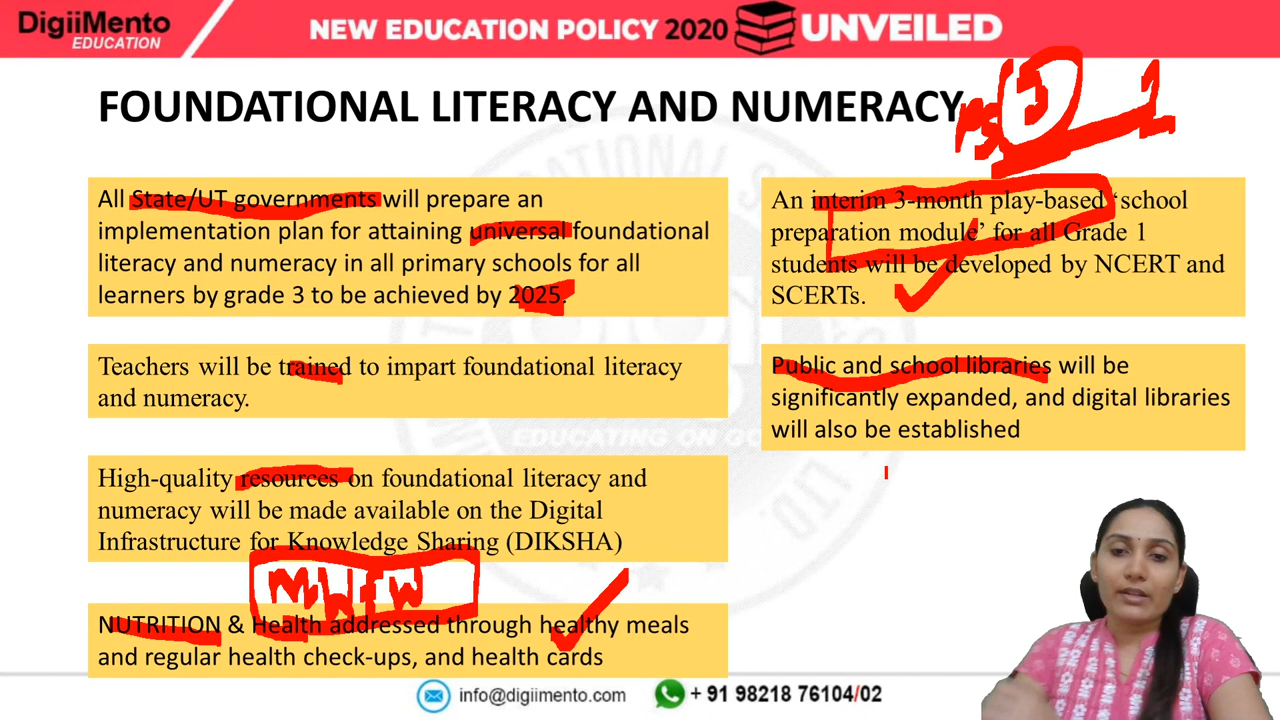 DigiiMento
EDUCATION
NEW EDUCATION POLICY 2020 UNVEILED
FOUNDATIONAL LITERACY AND NUMERACY
All State/UT governments will prepare an
implementation plan for attaining universal foundational
literacy and numeracy in all primary schools for all
learners by grade 3 to be achieved by 2025.
Teachers will be trained to impart foundational literacy
and numeracy.
High-quality resources on foundational literacy and
numeracy will be made available on the Digital
Infrastructure for Knowledge Sharing (DIKSHA)
NUTRITION & Health addressed through healthy meals
and regular health check-ups, and health cards
An interim 3-month play-based ‘school
preparation module’ for all Grade 1
students will be developed by NCERT and
SCERTs.
Public and school libraries will be
significantly expanded, and digital libraries
will also be established
3
1
info@digiimento.com
+ 91 98218 76104/02